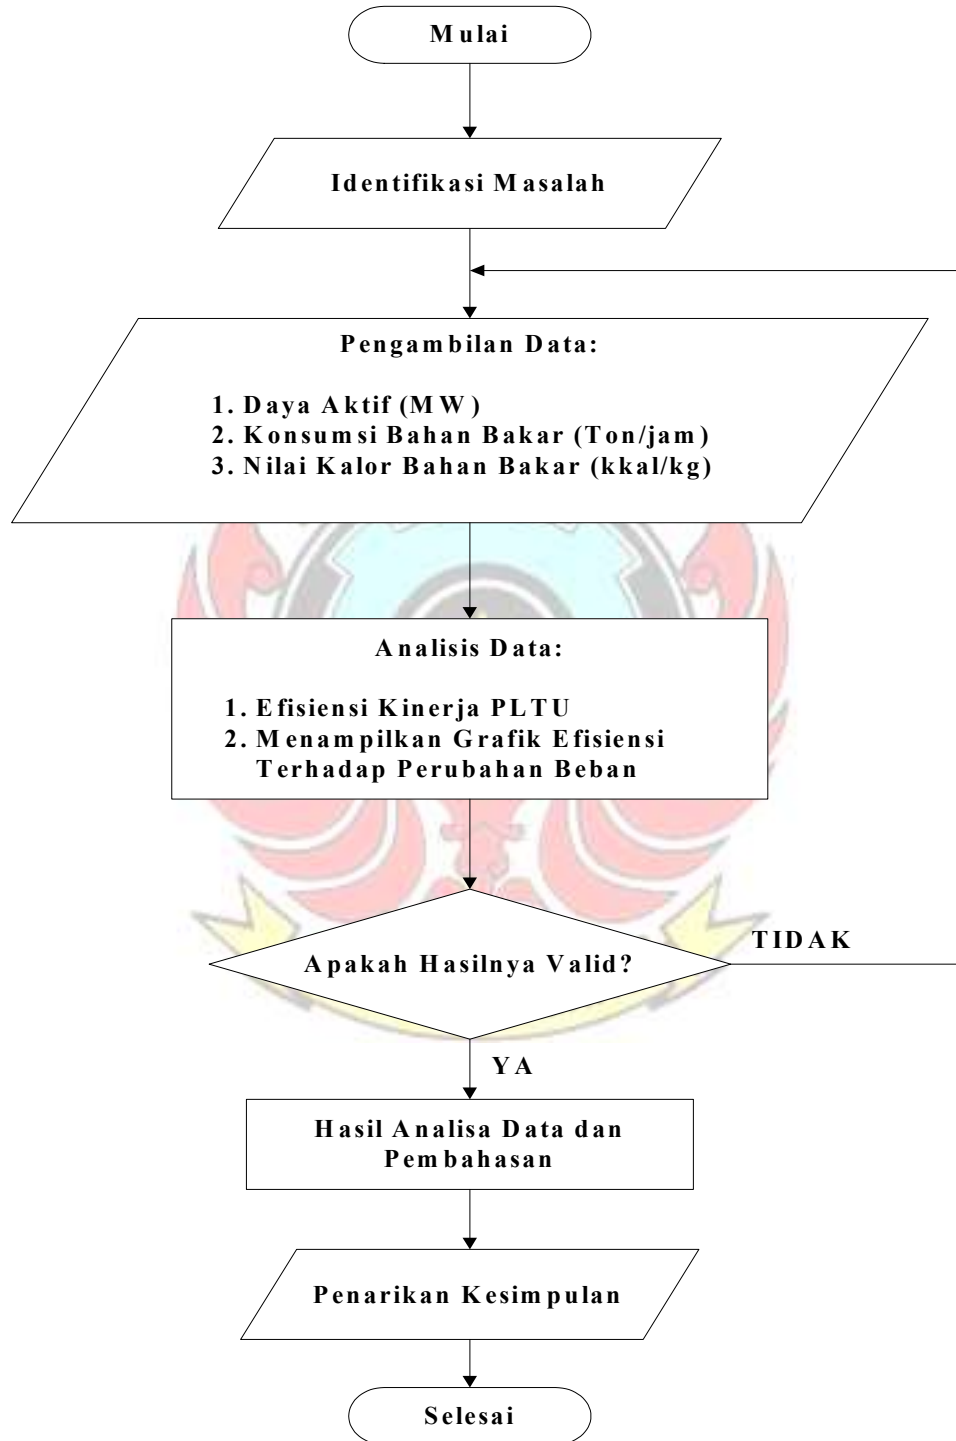 Mulai
Identifikasi Masalah
Pengambilan Data:
1. Daya Aktif (MW)
2. Konsumsi Bahan Bakar (Ton/jam)
3. Nilai Kalor Bahan Bakar (kkal/kg)
Analisis Data:
1. Efisiensi Kinerja PLTU
2. Menampilkan Grafik Efisiensi
Terhadap Perubahan Beban
Apakah Hasilnya Valid?
TIDAK
YA
Hasil Analisa Data dan
Pembahasan
Penarikan Kesimpulan
Selesai